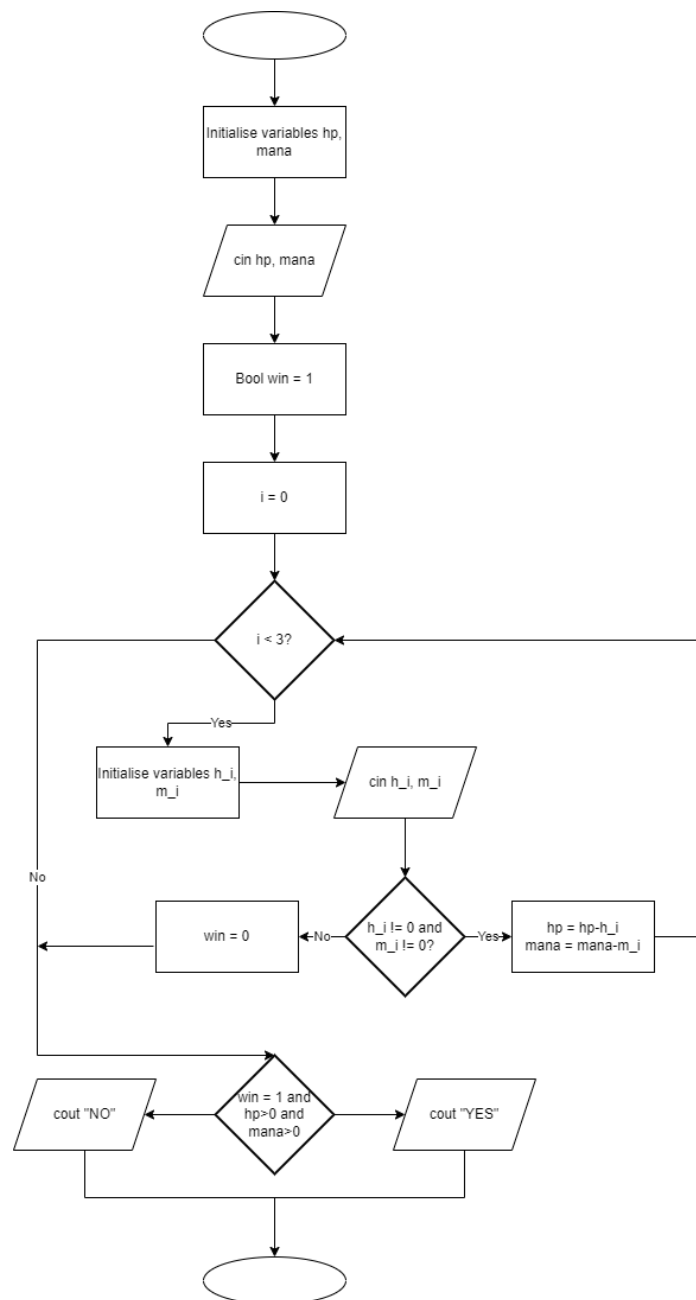 Initialise variables hp,
mana
cin hp, mana
Bool win = 1
i = 0
i < 3?
Yes
Initialise variables h_i,
m_i
cin h_i, m_i
No
win = 0
No
h_i != 0 and
m_i != 0?
Yes
hp = hp-h_i
mana = mana-m_i
cout "NO"
win = 1 and
hp>0 and
mana>0
cout "YES"